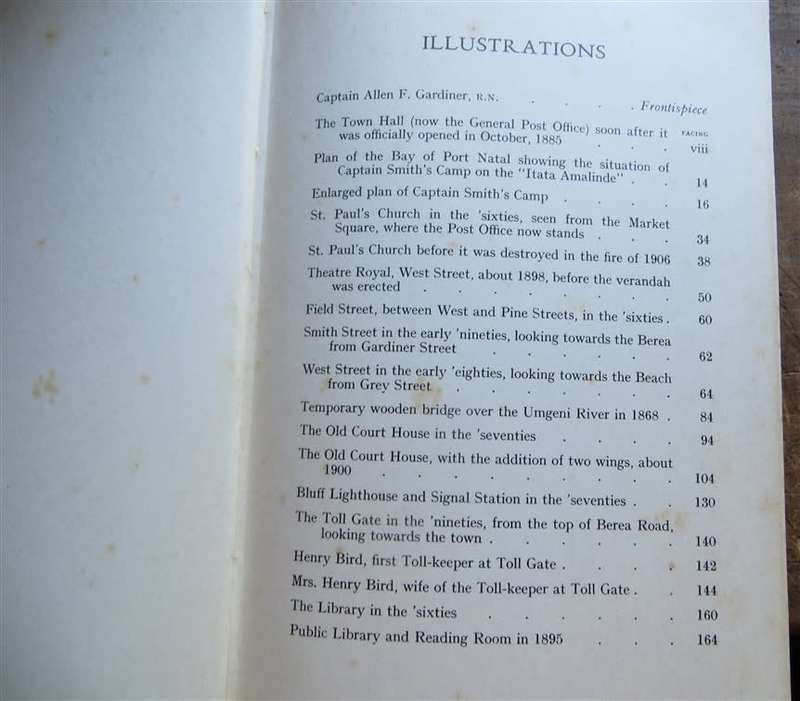 ILLUSTRATIONS
Captain Allen F. Gardiner, R.N. . . . . Frontispiece
The Town Hall (now the General Post Office) soon after it FACING
was officially opened in October, 1885 . . . viii
Plan of the Bay of Port Natal showing the situation of
Captain Smith's Camp on the "Itata Amalinde" . . 14
Enlarged plan of Captain Smith's Camp . . . . 16
St. Paul's Church in the 'sixties, seen from the Market
Square, where the Post Office now stands . . . 34
St. Paul's Church before it was destroyed in the fire of 1906 38
Theatre Royal, West Street, about 1898, before the verandah
was erected . . . . . . . 50
Field Street, between West and Pine Streets, in the 'sixties . 60
Smith Street in the early 'nineties, looking towards the Berea
from Gardiner Street . . . . . . 62
West Street in the early 'eighties, looking towards the Beach
from Grey Street . . . . . . . 64
Temporary wooden bridge over the Umgeni River in 1868 . 84
The Old Court House in the 'seventies . . . . 94
The Old Court House, with the addition of two wings, about
1900 . . . . . . . . . 104
Bluff Lighthouse and Signal Station in the 'seventies . . 130
The Toll Gate in the 'nineties, from the top of Berea Road,
looking towards the town . . . . . . 140
Henry Bird, first Toll-keeper at Toll Gate . . . . 142
Mrs. Henry Bird, wife of the Toll-keeper at Toll Gate . . 144
The Library in the 'sixties . . . . . . 160
Public Library and Reading Room in 1895 . . . 164